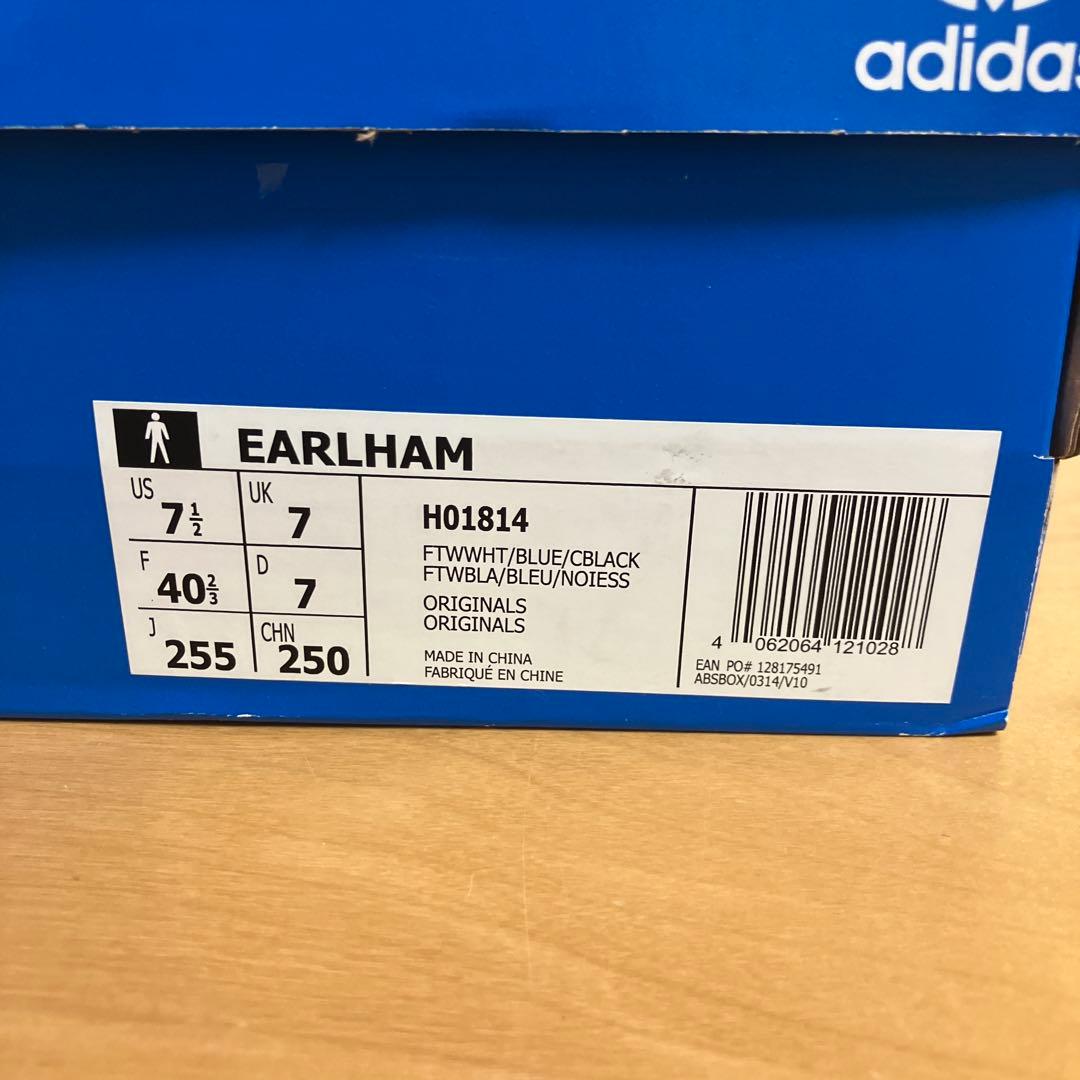 adidas
EARLHAM
US 7 1/2 UK 7
F 40 2/3 D 7
J 255 CHN 250
H01814
FTWWHT/BLUE/CBLACK
FTWBLA/BLEU/NOIESS
ORIGINALS
ORIGINALS
MADE IN CHINA
FABRIQUÉ EN CHINE
4 062064 121028
EAN PO# 128175491
ABSBOX/0314/V10